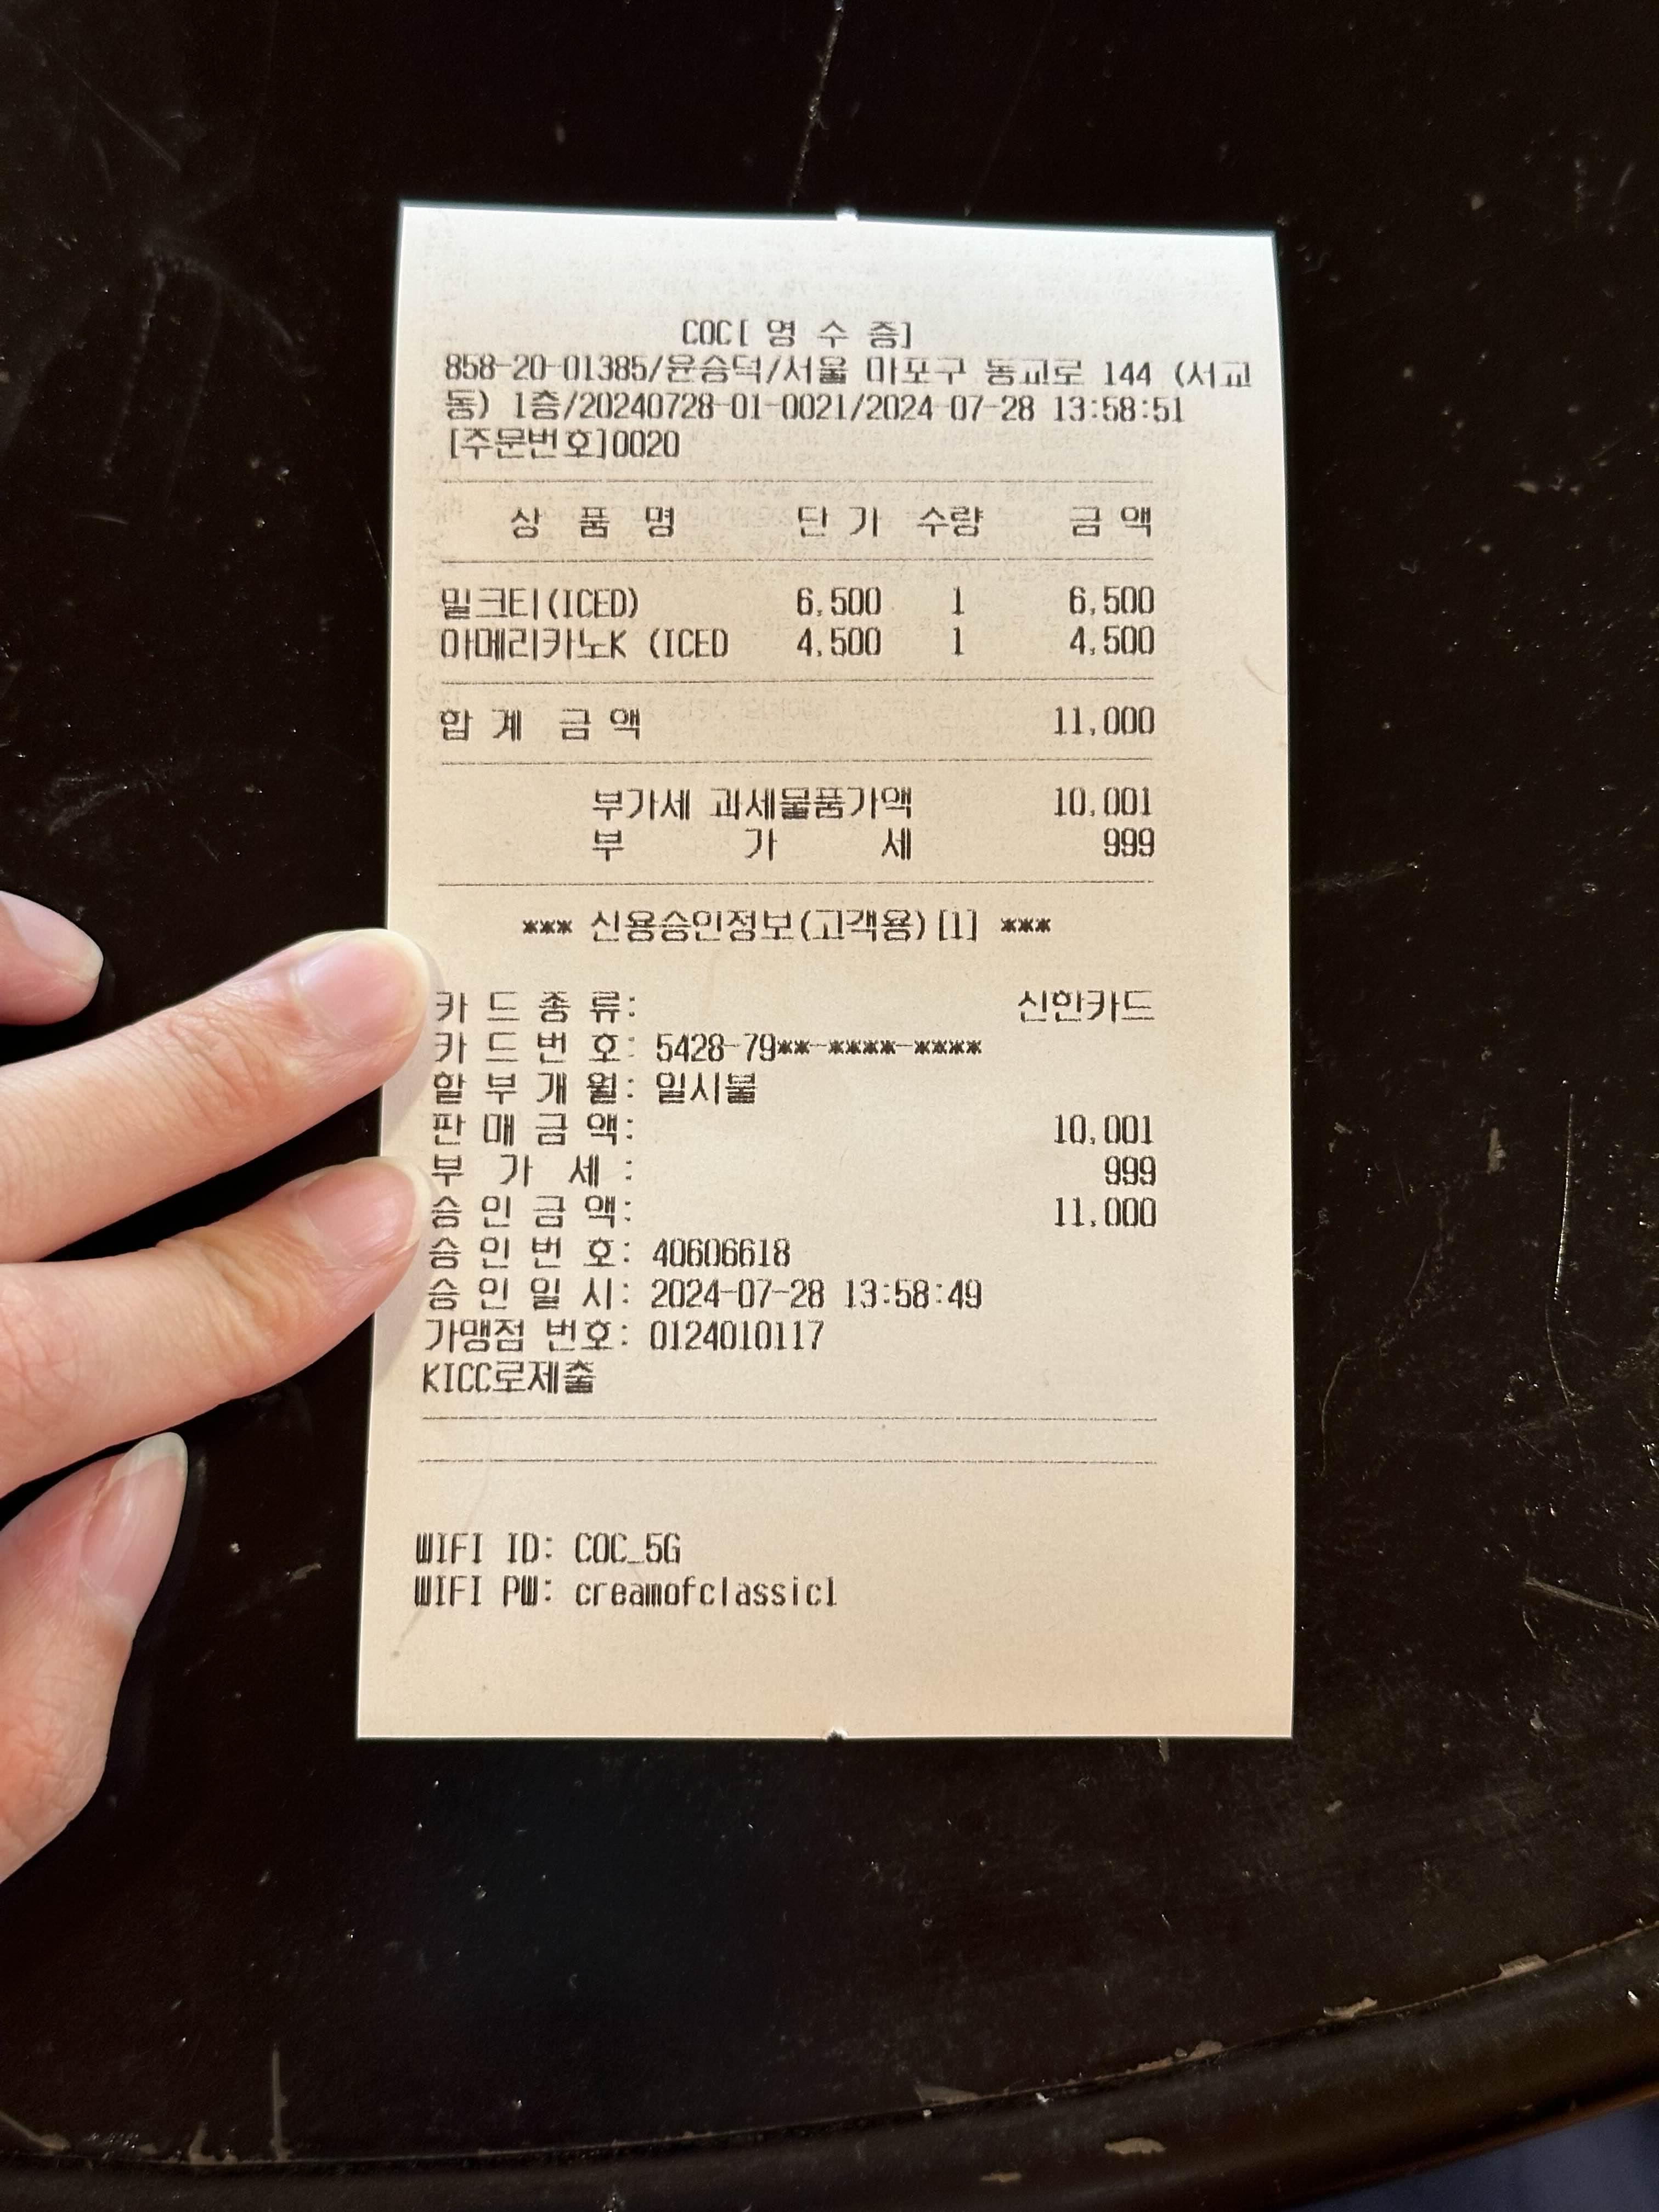 COC[ 영 수 증]
858-20-01385/윤승덕/서울 마포구 동교로 144 (서교
동) 1층/20240728-01-0021/2024-07-28 13:58:51
[주문번호]0020
상 품 명 단 가 수량 금 액
밀크티(ICED) 6,500 1 6,500
아메리카노K (ICED 4,500 1 4,500
합 계 금 액 11,000
부가세 과세물품가액 10,001
부 가 세 999
*** 신용승인정보(고객용)[1] ***
카 드 종 류: 신한카드
카 드 번 호: 5428-79**-****-****
할 부 개 월: 일시불
판 매 금 액: 10,001
부 가 세 : 999
승 인 금 액: 11,000
승 인 번 호: 40606618
승 인 일 시: 2024-07-28 13:58:49
가맹점 번호: 0124010117
KICC로제출
WIFI ID: COC_5G
WIFI PW: creamofclassic1